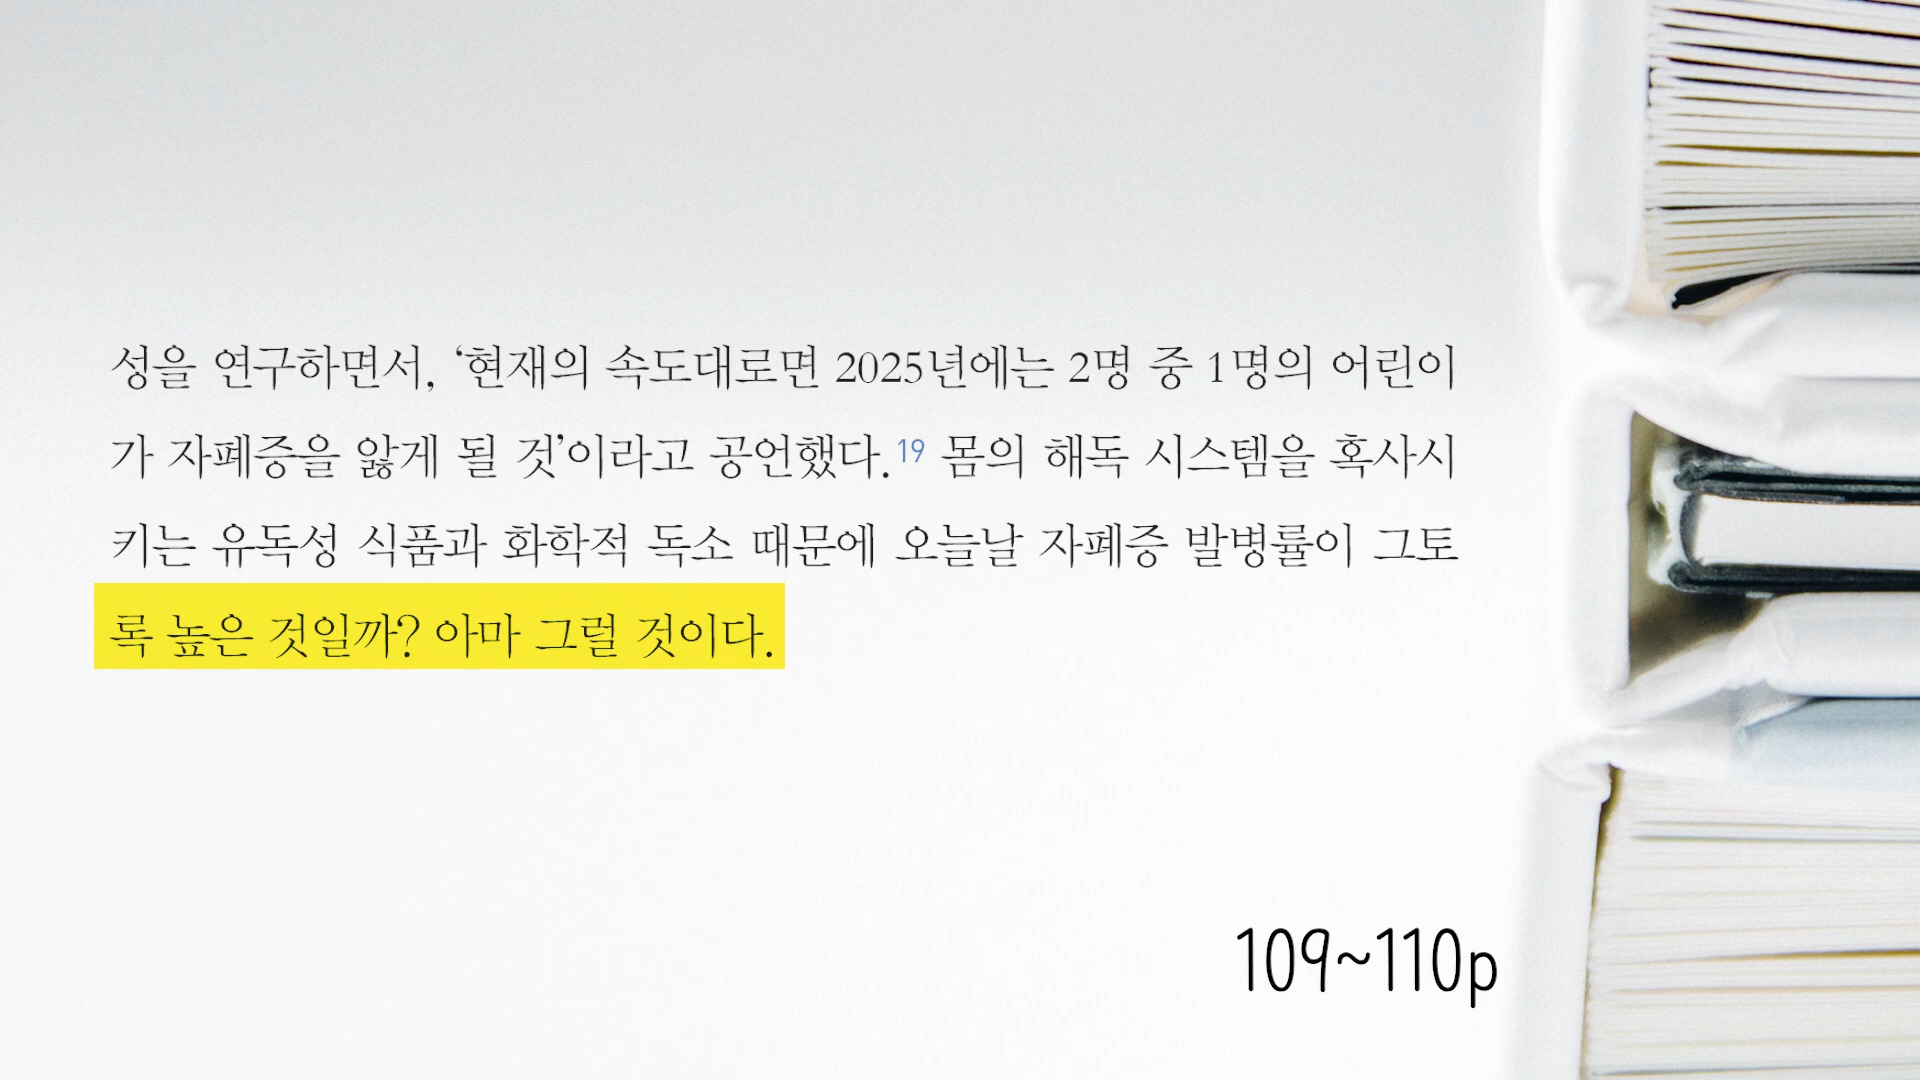 성을 연구하면서, ‘현재의 속도대로면 2025년에는 2명 중 1명의 어린이
가 자폐증을 앓게 될 것’이라고 공언했다.19 몸의 해독 시스템을 혹사시
키는 유독성 식품과 화학적 독소 때문에 오늘날 자폐증 발병률이 그토
록 높은 것일까? 아마 그럴 것이다.
109~110p